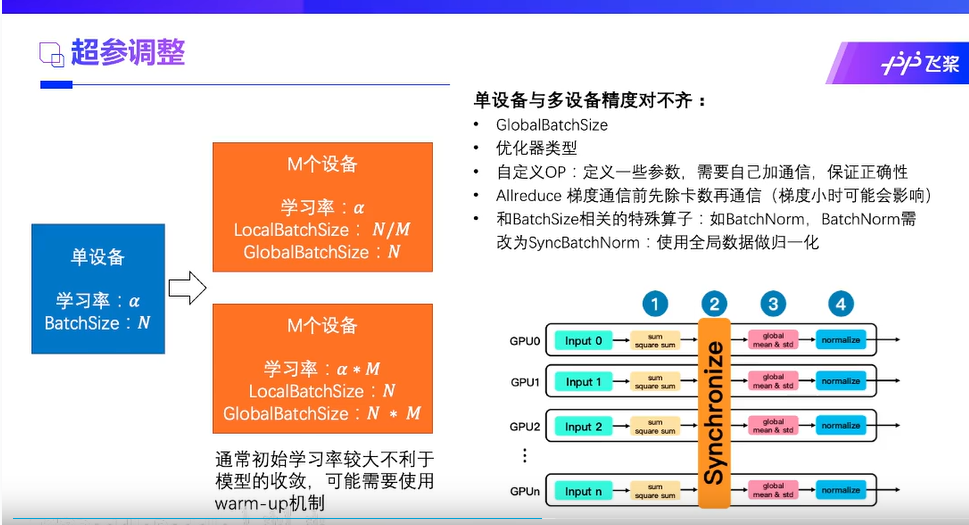 超参调整
飞桨
单设备
学习率：α
BatchSize：N
M个设备
学习率：α
LocalBatchSize： N/M
GlobalBatchSize：N
M个设备
学习率：α * M
LocalBatchSize：N
GlobalBatchSize：N * M
通常初始学习率较大不利于
模型的收敛，可能需要使用
warm-up机制
单设备与多设备精度对不齐：
• GlobalBatchSize
• 优化器类型
• 自定义OP：定义一些参数，需要自己加通信，保证正确性
• Allreduce 梯度通信前先除卡数再通信（梯度小时可能会影响）
• 和BatchSize相关的特殊算子：如BatchNorm，BatchNorm需
改为SyncBatchNorm：使用全局数据做归一化
1 2 3 4
GPU0 Input 0 sum square sum global mean & std normalize
GPU1 Input 1 sum square sum global mean & std normalize
GPU2 Input 2 sum square sum global mean & std normalize
⋮
GPUn Input n sum square sum global mean & std normalize
Synchronize